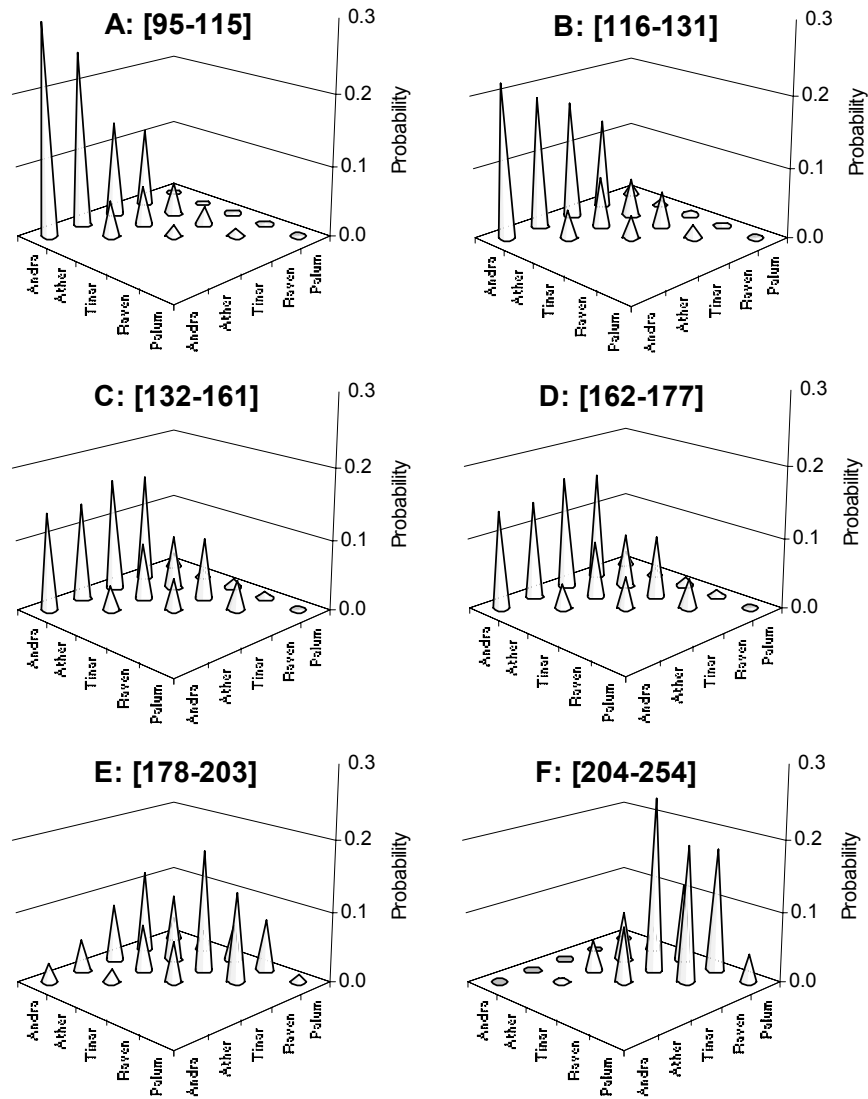 A: [95-115]
0.3
0.2
0.1
0.0
Probability
Andra
Ather
Tinar
Raven
Palum
Andra
Ather
Tinar
Raven
Palum
B: [116-131]
0.3
0.2
0.1
0.0
Probability
Andra
Ather
Tinar
Raven
Palum
Andra
Ather
Tinar
Raven
Palum
C: [132-161]
0.3
0.2
0.1
0.0
Probability
Andra
Ather
Tinar
Raven
Palum
Andra
Ather
Tinar
Raven
Palum
D: [162-177]
0.3
0.2
0.1
0.0
Probability
Andra
Ather
Tinar
Raven
Palum
Andra
Ather
Tinar
Raven
Palum
E: [178-203]
0.3
0.2
0.1
0.0
Probability
Andra
Ather
Tinar
Raven
Palum
Andra
Ather
Tinar
Raven
Palum
F: [204-254]
0.3
0.2
0.1
0.0
Probability
Andra
Ather
Tinar
Raven
Palum
Andra
Ather
Tinar
Raven
Palum